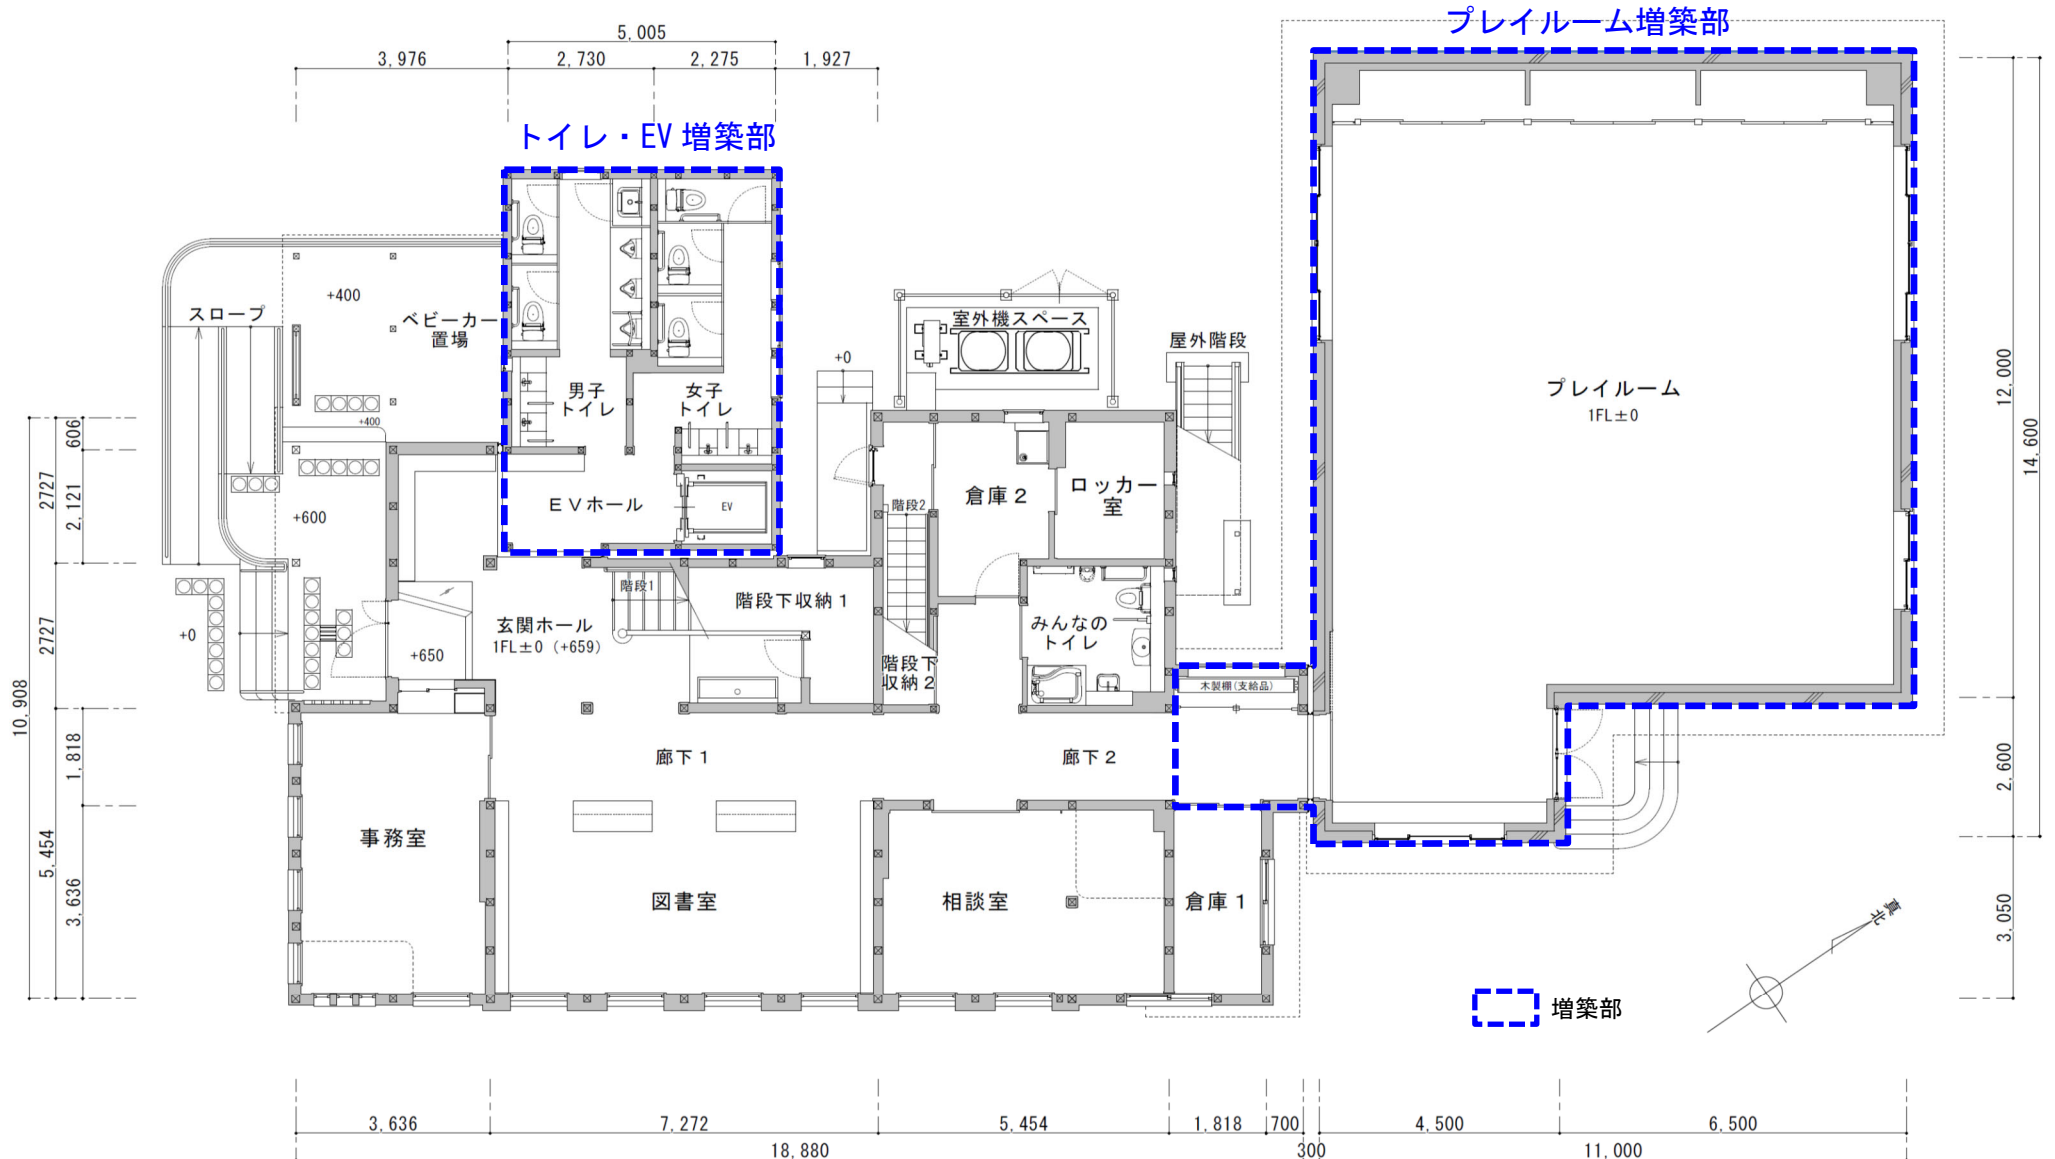 プレイルーム増築部
5,005
3,976
2,730
2,275
1,927
トイレ・EV 増築部
スロープ
+400
ベビーカー
置場
+400
+600
+0
+650
男子
トイレ
女子
トイレ
EVホール
EV
+0
室外機スペース
屋外階段
プレイルーム
1FL±0
12,000
14,600
2,600
3,050
606
2727
2,121
2727
10,908
1,818
5,454
3,636
階段2
倉庫2
ロッカー
室
階段1
階段下収納1
玄関ホール
1FL±0 (+659)
階段下
収納2
みんなの
トイレ
木製棚(支給品)
廊下1
廊下2
事務室
図書室
相談室
倉庫1
真北
増築部
3,636
7,272
5,454
1,818
700
4,500
6,500
18,880
300
11,000